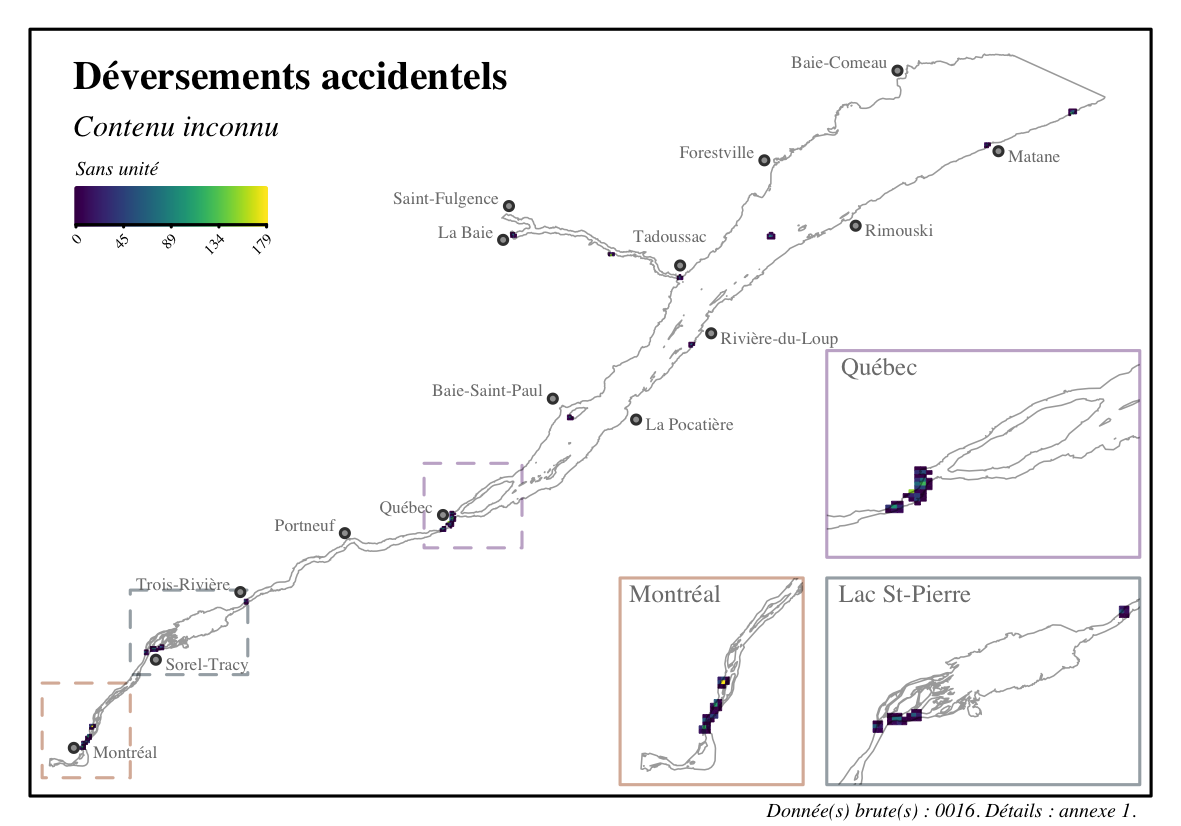 Déversements accidentels
Contenu inconnu
Sans unité
0 45 89 134 179
Baie-Comeau
Forestville
Matane
Saint-Fulgence
La Baie
Tadoussac
Rimouski
Rivière-du-Loup
Baie-Saint-Paul
La Pocatière
Québec
Portneuf
Trois-Rivière
Sorel-Tracy
Montréal
Québec
Montréal
Lac St-Pierre
Donnée(s) brute(s) : 0016. Détails : annexe 1.